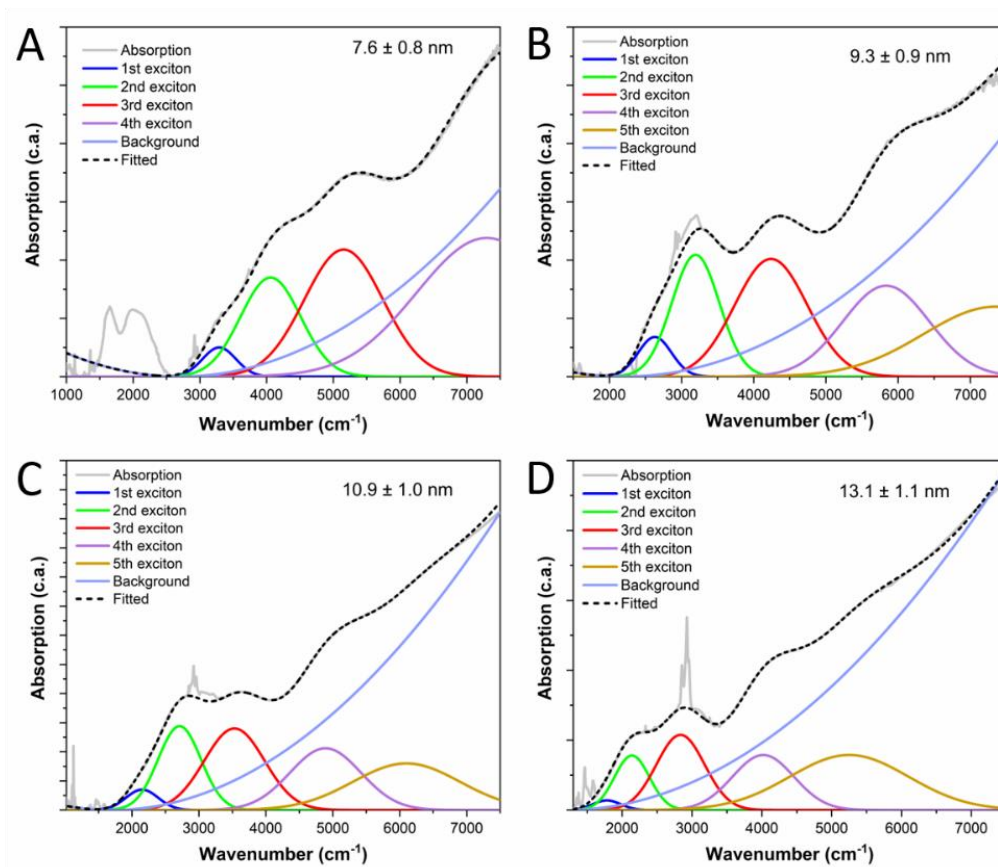 A
7.6 ± 0.8 nm
Absorption
1st exciton
2nd exciton
3rd exciton
4th exciton
Background
Fitted
Absorption (c.a.)
1000 2000 3000 4000 5000 6000 7000
Wavenumber (cm⁻¹)
B
9.3 ± 0.9 nm
Absorption
1st exciton
2nd exciton
3rd exciton
4th exciton
5th exciton
Background
Fitted
Absorption (c.a.)
2000 3000 4000 5000 6000 7000
Wavenumber (cm⁻¹)
C
10.9 ± 1.0 nm
Absorption
1st exciton
2nd exciton
3rd exciton
4th exciton
5th exciton
Background
Fitted
Absorption (c.a.)
2000 3000 4000 5000 6000 7000
Wavenumber (cm⁻¹)
D
13.1 ± 1.1 nm
Absorption
1st exciton
2nd exciton
3rd exciton
4th exciton
5th exciton
Background
Fitted
Absorption (c.a.)
2000 3000 4000 5000 6000 7000
Wavenumber (cm⁻¹)